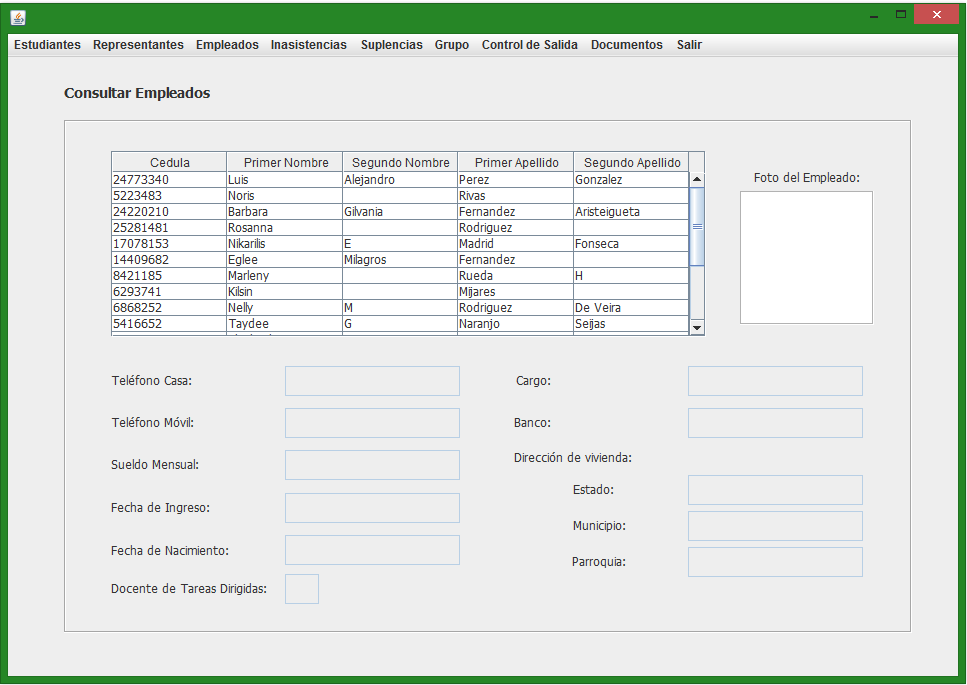 Estudiantes Representantes Empleados Inasistencias Suplencias Grupo Control de Salida Documentos Salir
Consultar Empleados
Cedula Primer Nombre Segundo Nombre Primer Apellido Segundo Apellido
24773340 Luis Alejandro Perez Gonzalez
5223483 Noris Rivas
24220210 Barbara Gilvania Fernandez Aristeigueta
25281481 Rosanna Rodriguez
17078153 Nikarilis E Madrid Fonseca
14409682 Eglee Milagros Fernandez
8421185 Marleny Rueda H
6293741 Kilsin Mijares
6868252 Nelly M Rodriguez De Veira
5416652 Taydee G Naranjo Seijas
Foto del Empleado:
Teléfono Casa: Cargo:
Teléfono Móvil: Banco:
Sueldo Mensual: Dirección de vivienda:
Estado:
Fecha de Ingreso:
Municipio:
Fecha de Nacimiento:
Parroquia:
Docente de Tareas Dirigidas: